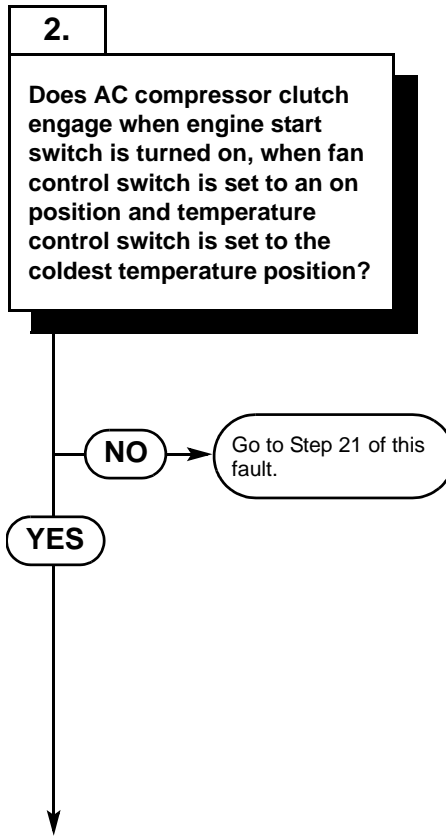 2.
Does AC compressor clutch
engage when engine start
switch is turned on, when fan
control switch is set to an on
position and temperature
control switch is set to the
coldest temperature position?
NO
Go to Step 21 of this
fault.
YES